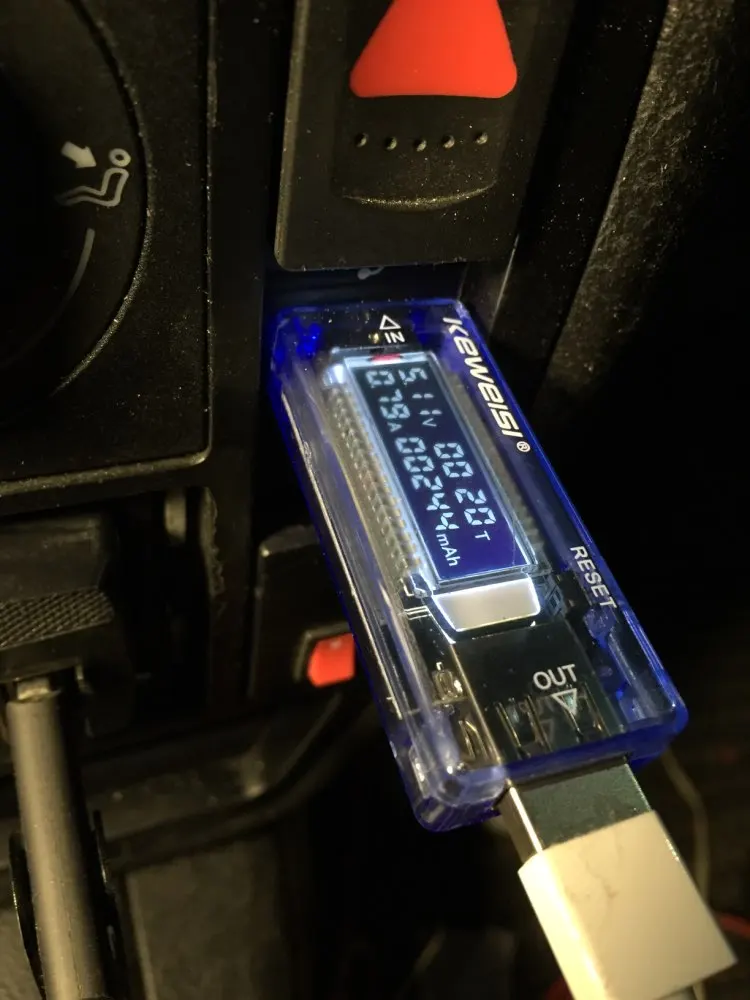 IN
KEWEISI®
5.11V 00 20T
0.79A 00244mAh
RESET
OUT